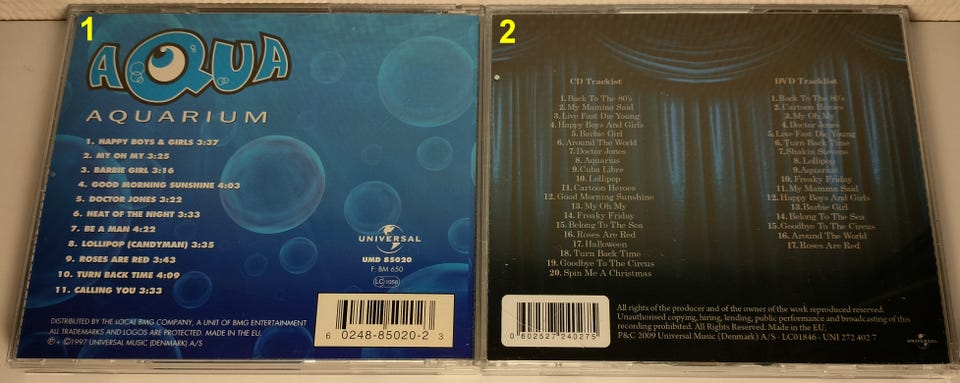 1
AQUA
AQUARIUM
1. HAPPY BOYS & GIRLS 3:37
2. MY OH MY 3:25
3. BARBIE GIRL 3:16
4. GOOD MORNING SUNSHINE 4:03
5. DOCTOR JONES 3:22
6. HEAT OF THE NIGHT 3:33
7. BE A MAN 4:22
8. LOLLIPOP (CANDYMAN) 3:35
9. ROSES ARE RED 3:43
10. TURN BACK TIME 4:09
11. CALLING YOU 3:33
UNIVERSAL
UMD 85020
F: BM 650
LC 1056
DISTRIBUTED BY THE LOCAL BMG COMPANY, A UNIT OF BMG ENTERTAINMENT
ALL TRADEMARKS AND LOGOS ARE PROTECTED. MADE IN THE EU.
℗ + ©1997 UNIVERSAL MUSIC (DENMARK) A/S
6 0248-85020-2 3
2
CD Tracklist
1. Back To The 80's
2. My Mamma Said
3. Live Fast Die Young
4. Happy Boys And Girls
5. Barbie Girl
6. Around The World
7. Doctor Jones
8. Aquarius
9. Cuba Libre
10. Lollipop
11. Cartoon Heroes
12. Good Morning Sunshine
13. My Oh My
14. Freaky Friday
15. Belong To The Sea
16. Roses Are Red
17. Halloween
18. Turn Back Time
19. Goodbye To The Circus
20. Spin Me A Christmas
DVD Tracklist
1. Back To The 80's
2. Cartoon Heroes
3. My Oh My
4. Doctor Jones
5. Live Fast Die Young
6. Turn Back Time
7. Shakin Stevens
8. Lollipop
9. Aquarius
10. Freaky Friday
11. My Mamma Said
12. Happy Boys And Girls
13. Barbie Girl
14. Belong To The Sea
15. Goodbye To The Circus
16. Around The World
17. Roses Are Red
0 602527 240275
All rights of the producer and of the owner of the work reproduced reserved.
Unauthorised copying, hiring, lending, public performance and broadcasting of this
recording prohibited. All Rights Reserved. Made in the EU.
P&C 2009 Universal Music (Denmark) A/S - LC01846 - UNI 272 402 7
UNIVERSAL